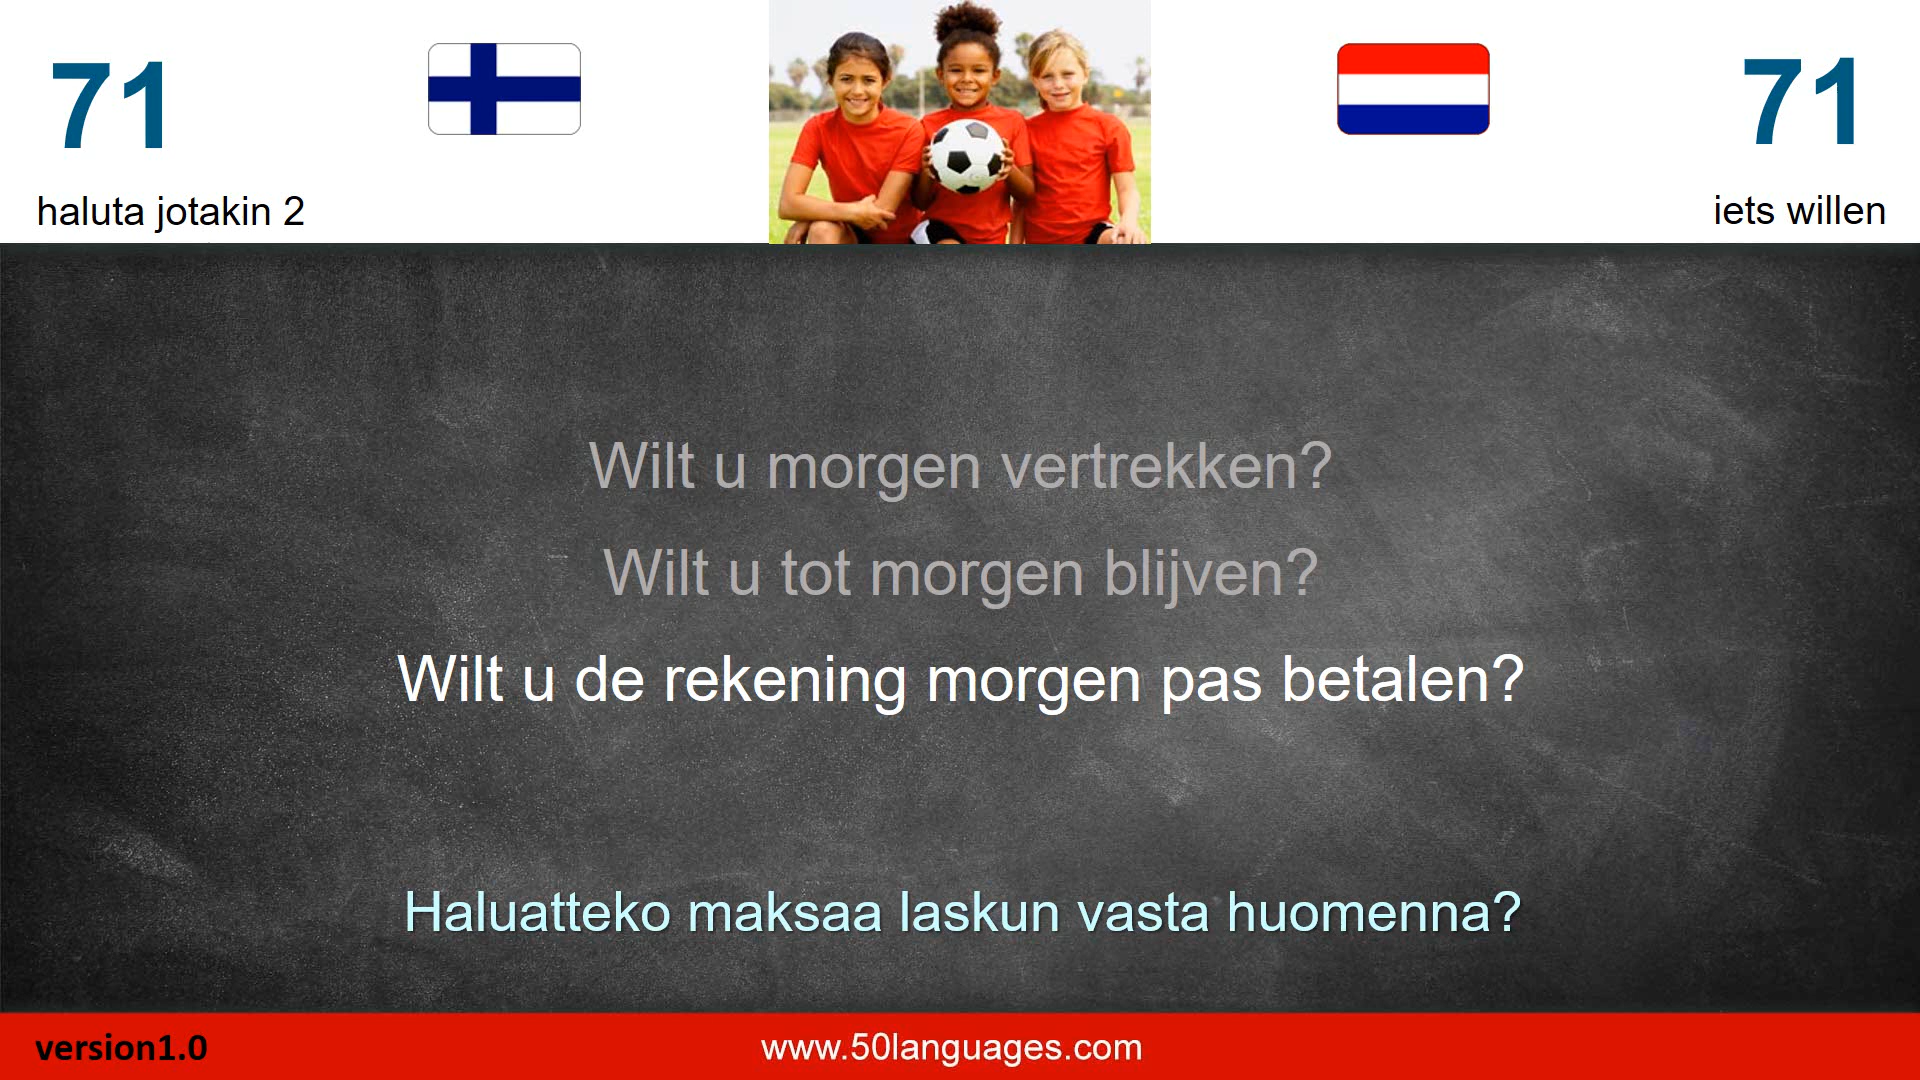 71
71
haluta jotakin 2
iets willen
Wilt u morgen vertrekken?
Wilt u tot morgen blijven?
Wilt u de rekening morgen pas betalen?
Haluatteko maksaa laskun vasta huomenna?
version1.0
www.50languages.com